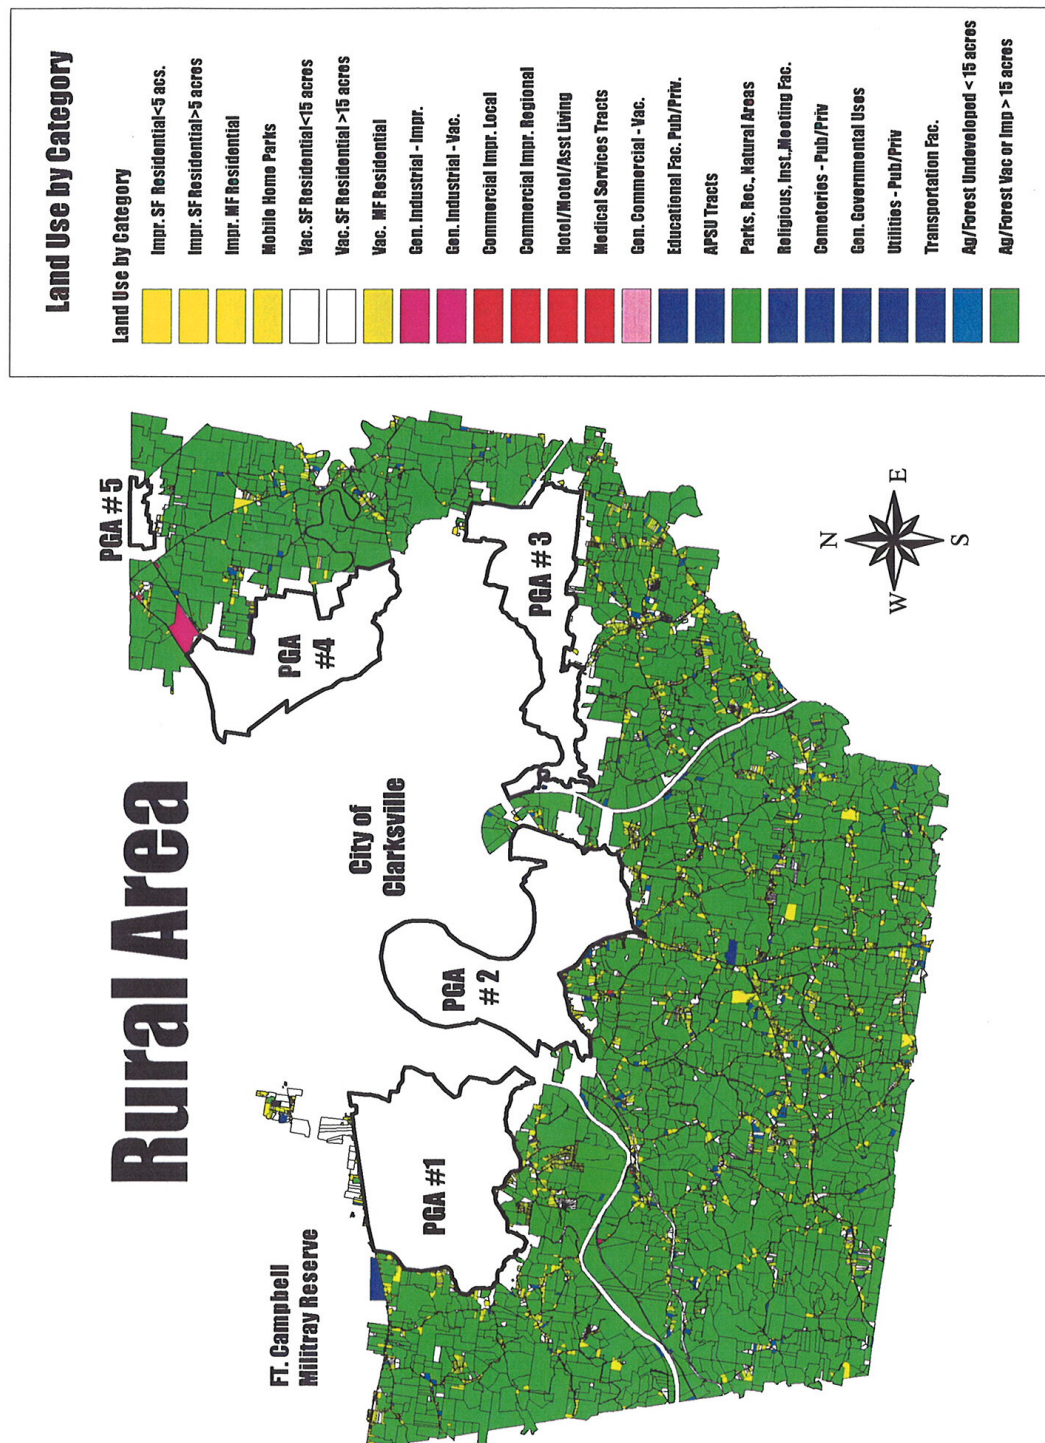 Rural Area
PGA # 5
PGA
#4
PGA # 3
City of
Clarksville
PGA
# 2
PGA #1
FT. Campbell
Militray Reserve
N
W
E
S
Land Use by Category
Land Use by Category
Impr. SF Residential<5 acs.
Impr. SF Residential>5 acres
Impr. MF Residential
Mobile Home Parks
Vac. SF Residential<15 acres
Vac. SF Residential >15 acres
Vac. MF Residential
Gen. Industrial - Impr.
Gen. Industrial - Vac.
Commercial Impr. Local
Commercial Impr. Regional
Hotel/Motel/Asst Living
Medical Services Tracts
Gen. Commercial - Vac.
Educational Fac. Pub/Priv.
APSU Tracts
Parks, Rec., Natural Areas
Religious, Inst.,Meeting Fac.
Cemeteries - Pub/Priv
Gen. Governmental Uses
Utilities - Pub/Priv
Transportation Fac.
Ag/Forest Undeveloped < 15 acres
Ag/Forest Vac or Imp > 15 acres